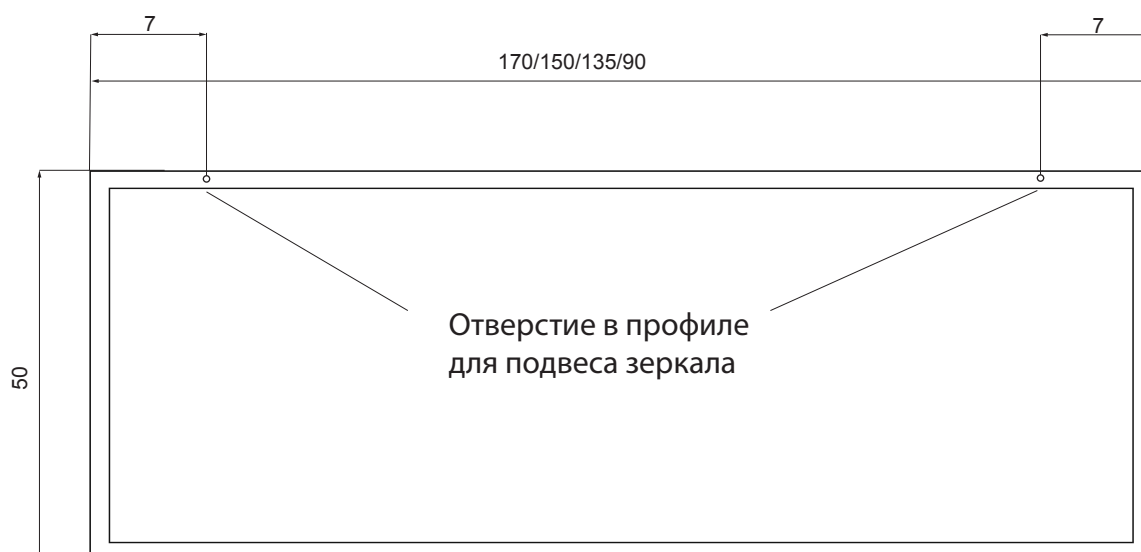 7
7
170/150/135/90
Отверстие в профиле
для подвеса зеркала
50